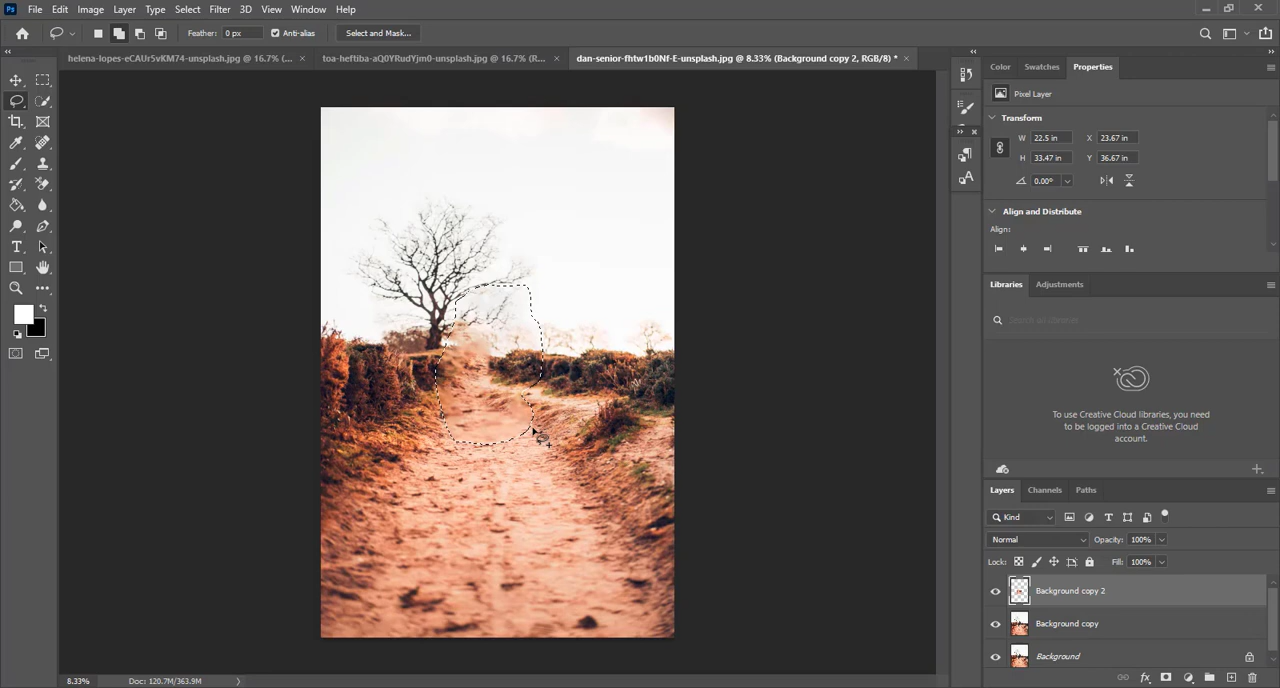 Ps File Edit Image Layer Type Select Filter 3D View Window Help
Feather: 0 px Anti-alias Select and Mask...
helena-lopes-eCAUr5vKM74-unsplash.jpg @ 16.7% (... × toa-heftiba-aQ0YRudYjm0-unsplash.jpg @ 16.7% (R... × dan-senior-fhtw1b0Nf-E-unsplash.jpg @ 8.33% (Background copy 2, RGB/8) * ×
Color Swatches Properties
Pixel Layer
Transform
W 22.5 in X 23.67 in
H 33.47 in Y 36.67 in
0.00°
Align and Distribute
Align:
Libraries Adjustments
To use Creative Cloud libraries, you need
to be logged into a Creative Cloud
account.
Layers Channels Paths
Kind
Normal Opacity: 100%
Lock: Fill: 100%
Background copy 2
Background copy
Background
8.33% Doc: 120.7M/363.9M